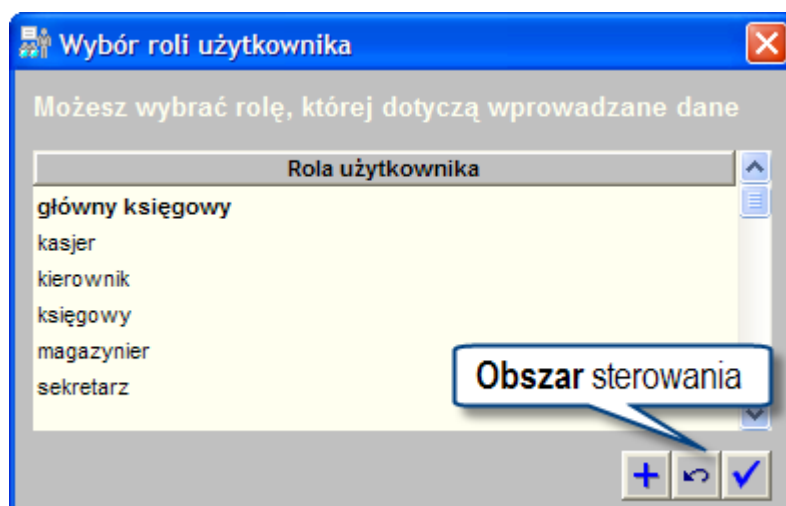 Wybór roli użytkownika
Możesz wybrać rolę, której dotyczą wprowadzane dane
Rola użytkownika
główny księgowy
kasjer
kierownik
księgowy
magazynier
sekretarz
Obszar sterowania